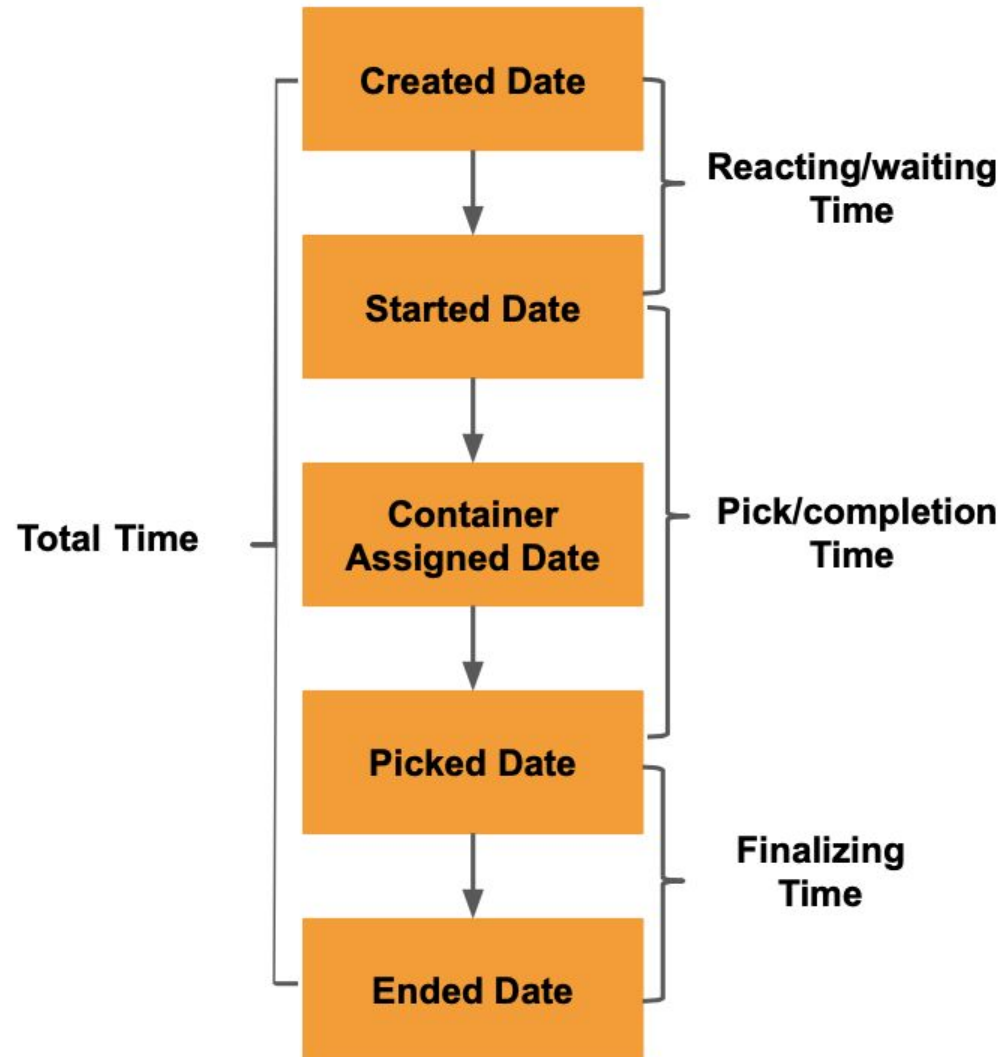 Created Date
Reacting/waiting
Time
Started Date
Container
Assigned Date
Total Time
Pick/completion
Time
Picked Date
Finalizing
Time
Ended Date